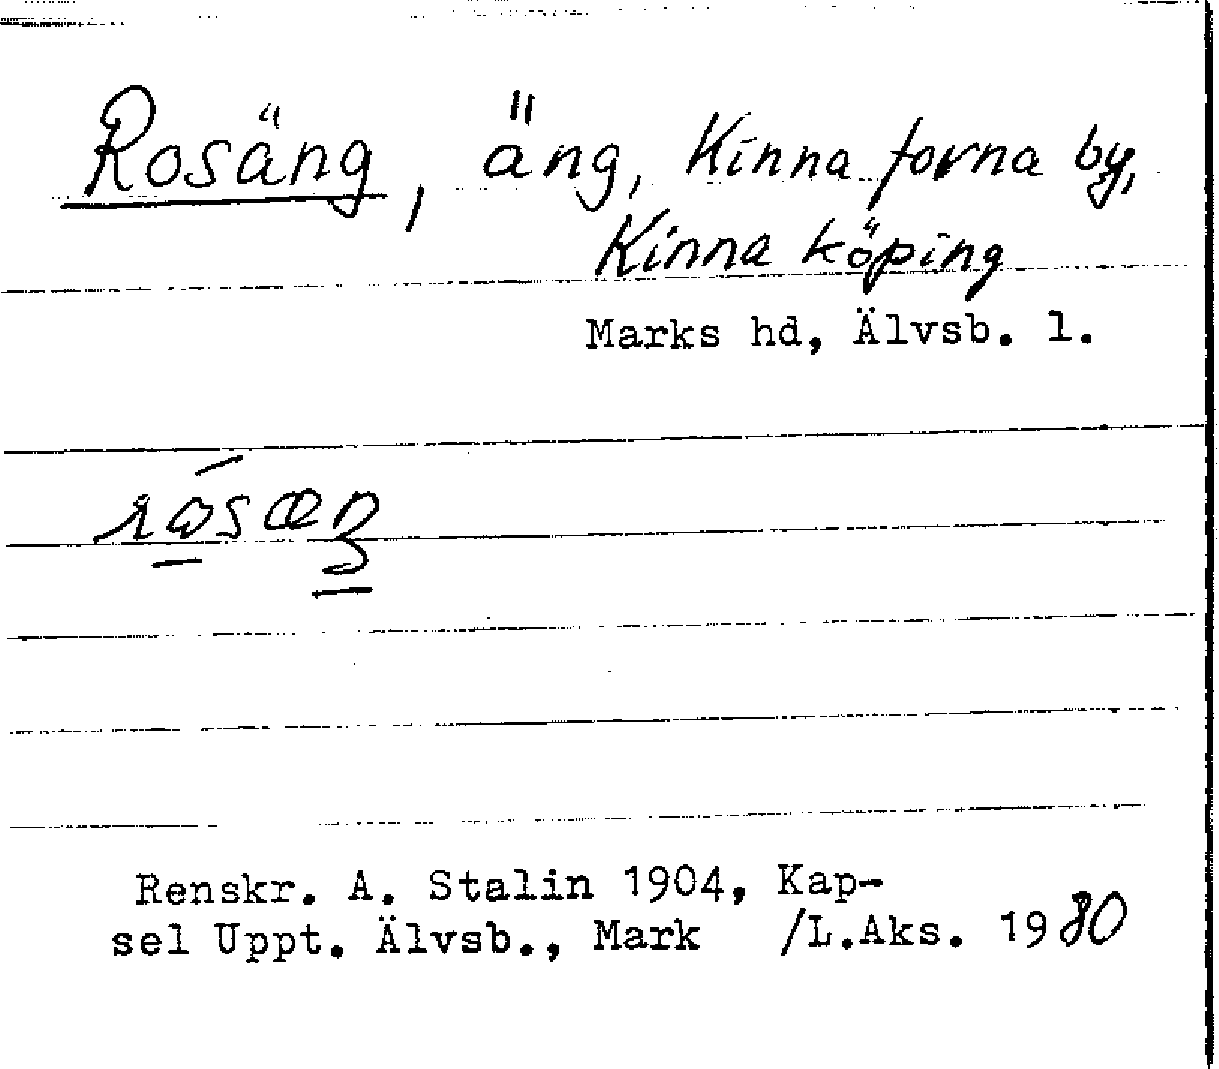 Rosäng, äng, Kinna forna by,
Kinna köping
Marks hd, Älvsb. l.
Renskr. A. Stalin 1904, Kap-
sel Uppt. Älvsb., Mark /L.Aks. 1980